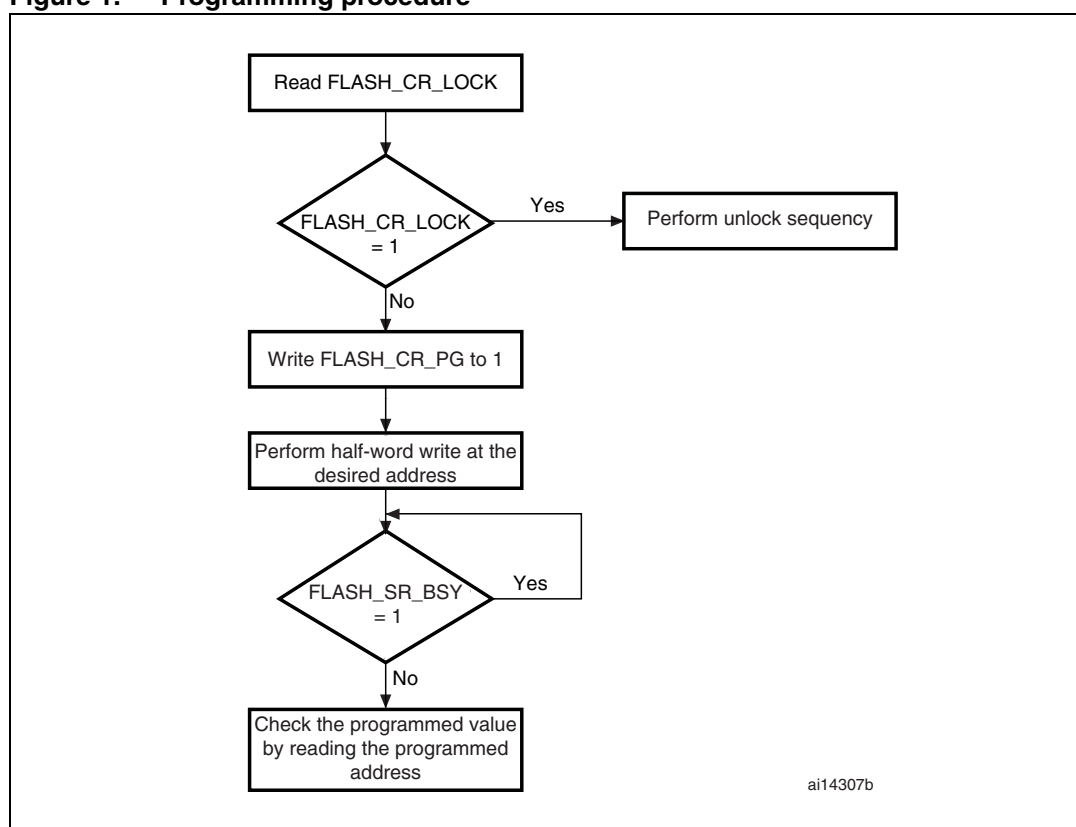 Figure 1. Programming procedure
Read FLASH_CR_LOCK
FLASH_CR_LOCK
= 1
Yes
Perform unlock sequency
No
Write FLASH_CR_PG to 1
Perform half-word write at the
desired address
FLASH_SR_BSY
= 1
Yes
No
Check the programmed value
by reading the programmed
address
ai14307b